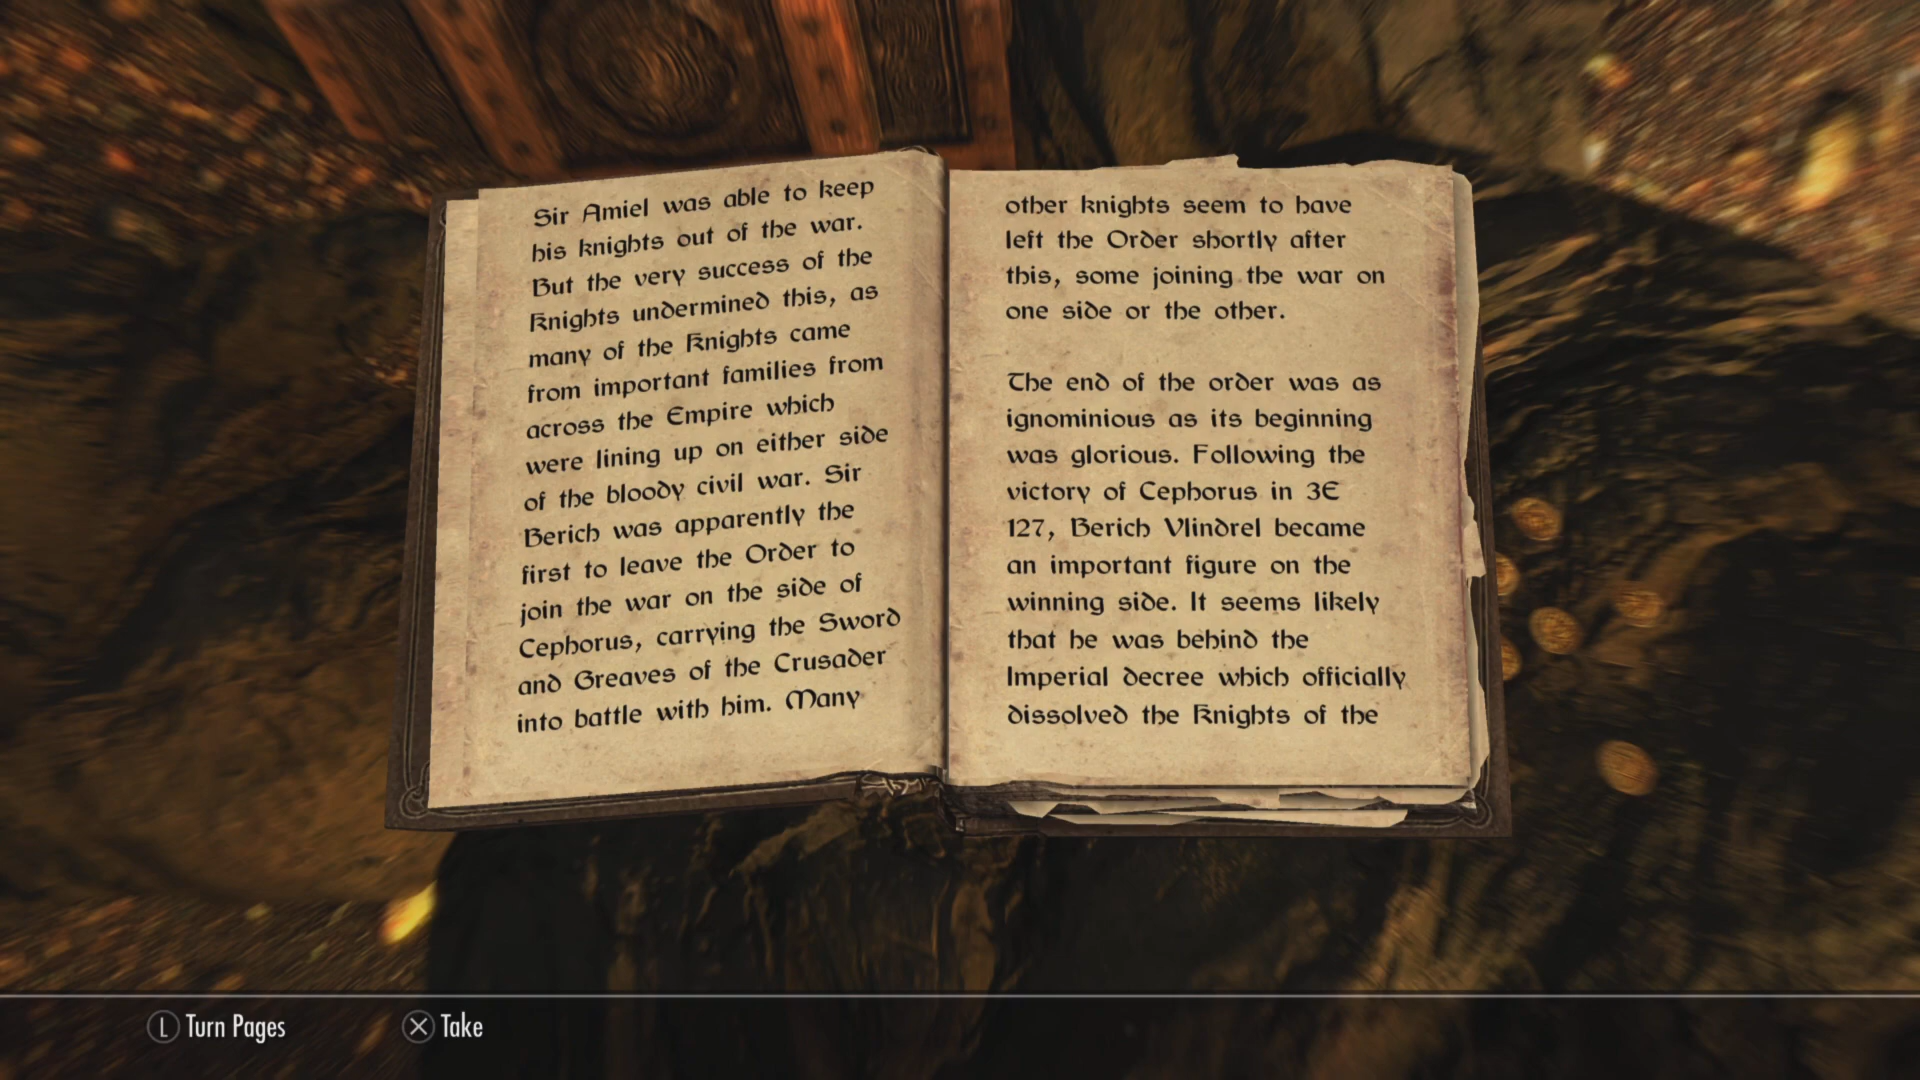 Sir Amiel was able to keep
his knights out of the war.
But the very success of the
Knights undermined this, as
many of the Knights came
from important families from
across the Empire which
were lining up on either side
of the bloody civil war. Sir
Berich was apparently the
first to leave the Order to
join the war on the side of
Cephorus, carrying the Sword
and Greaves of the Crusader
into battle with him. Many
other knights seem to have
left the Order shortly after
this, some joining the war on
one side or the other.
The end of the order was as
ignominious as its beginning
was glorious. Following the
victory of Cephorus in 3E
127, Berich Vlindrel became
an important figure on the
winning side. It seems likely
that he was behind the
Imperial decree which officially
dissolved the Knights of the
L Turn Pages
X Take